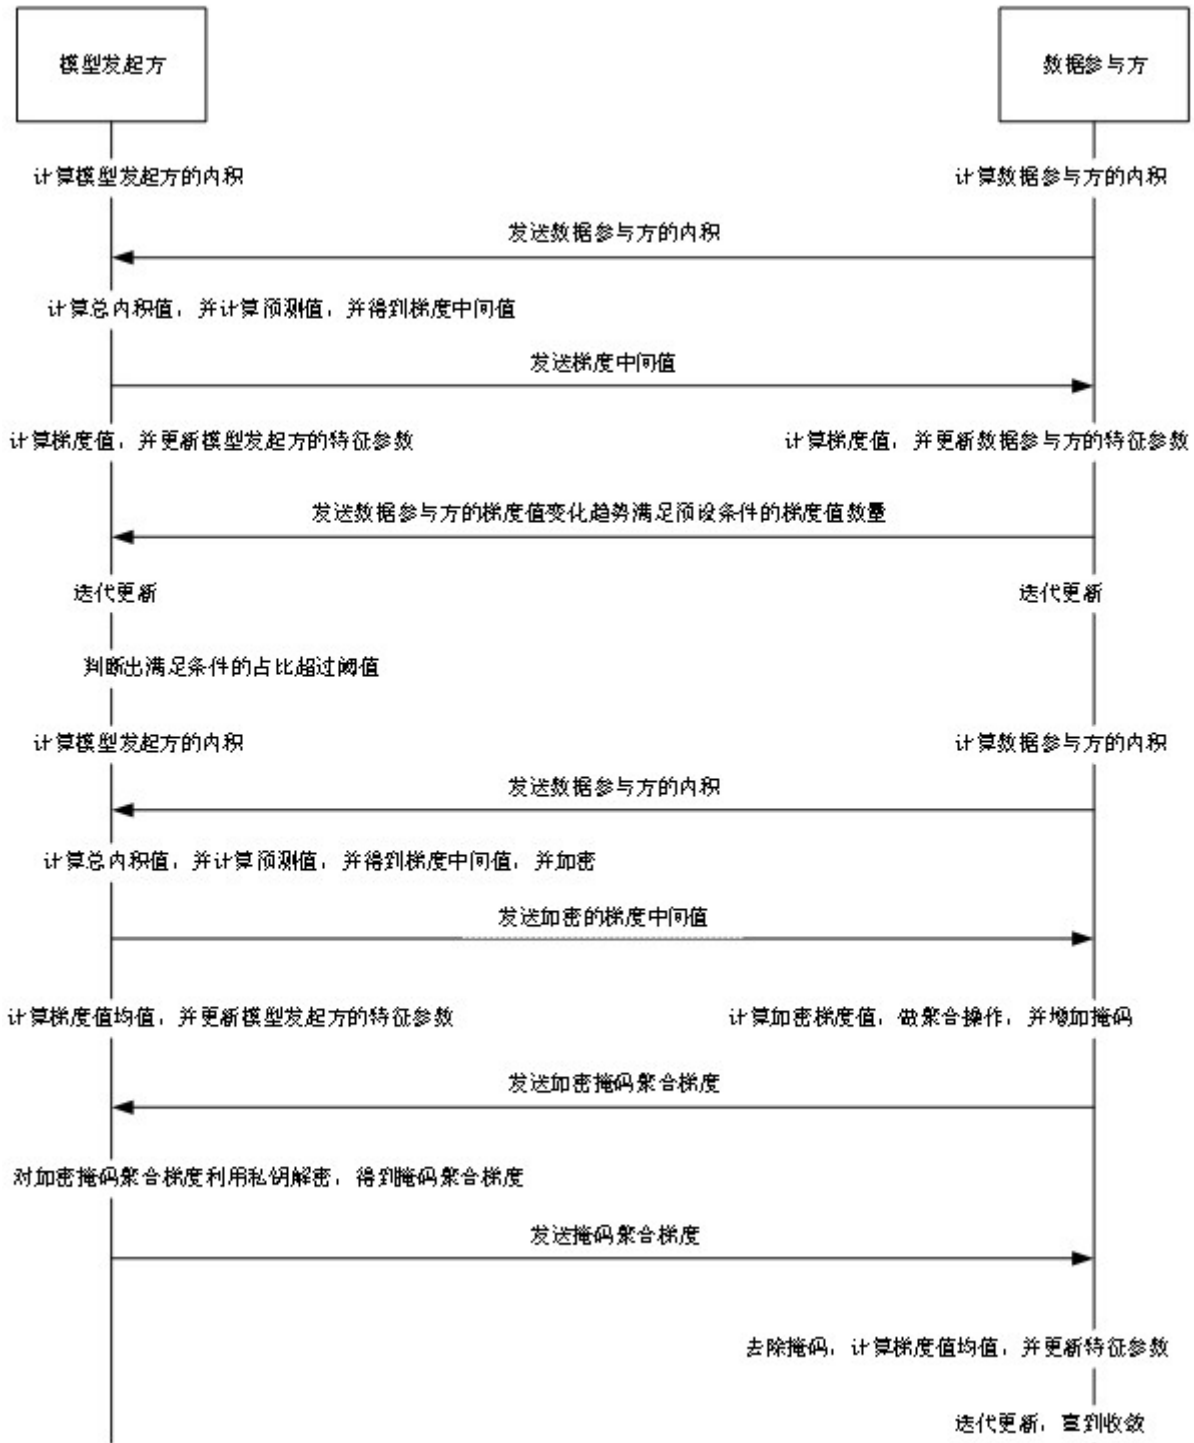 模型发起方
数据参与方
计算模型发起方的内积
计算数据参与方的内积
发送数据参与方的内积
计算总内积值，并计算预测值，并得到梯度中间值
发送梯度中间值
计算梯度值，并更新模型发起方的特征参数
计算梯度值，并更新数据参与方的特征参数
发送数据参与方的梯度值变化趋势满足预设条件的梯度值数量
迭代更新
迭代更新
判断出满足条件的占比超过阈值
计算模型发起方的内积
计算数据参与方的内积
发送数据参与方的内积
计算总内积值，并计算预测值，并得到梯度中间值，并加密
发送加密的梯度中间值
计算梯度值均值，并更新模型发起方的特征参数
计算加密梯度值，做聚合操作，并增加掩码
发送加密掩码聚合梯度
对加密掩码聚合梯度利用私钥解密，得到掩码聚合梯度
发送掩码聚合梯度
去除掩码，计算梯度值均值，并更新特征参数
迭代更新，直到收敛